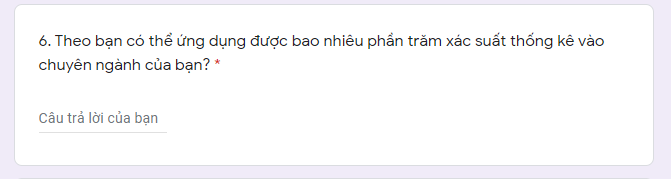 6. Theo bạn có thể ứng dụng được bao nhiêu phần trăm xác suất thống kê vào
chuyên ngành của bạn? *
Câu trả lời của bạn